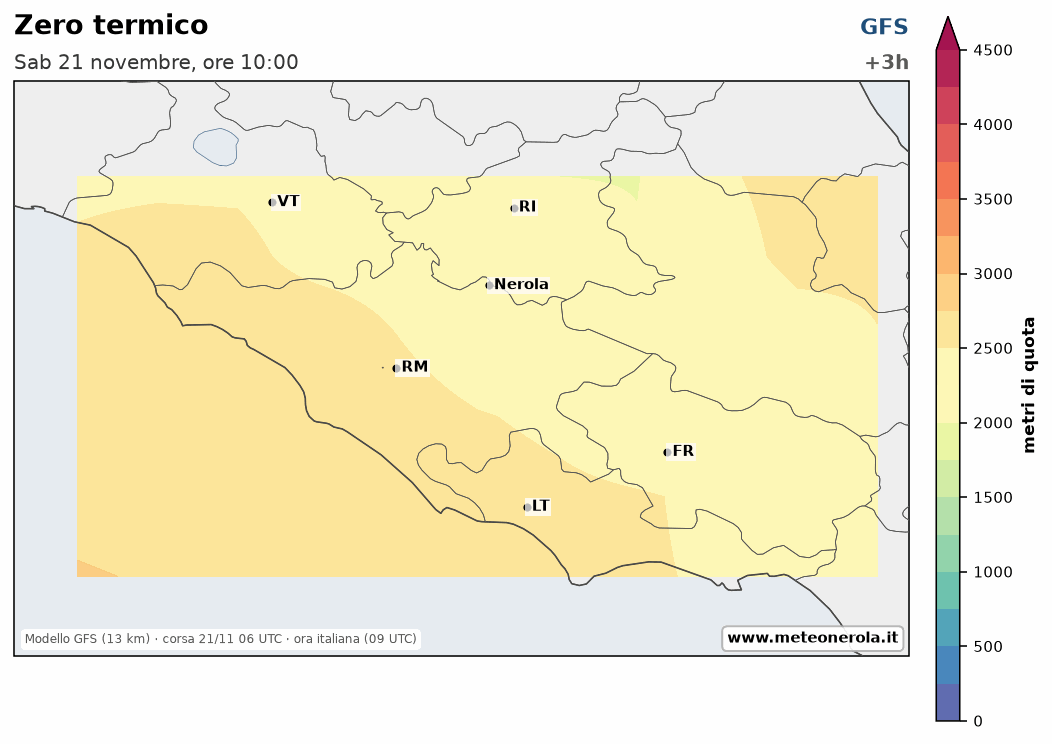 Zero termico
GFS
Sab 21 novembre, ore 10:00
+3h
VT
RI
Nerola
RM
FR
LT
Modello GFS (13 km) · corsa 21/11 06 UTC · ora italiana (09 UTC)
www.meteonerola.it
4500
4000
3500
3000
2500
2000
1500
1000
500
0
metri di quota